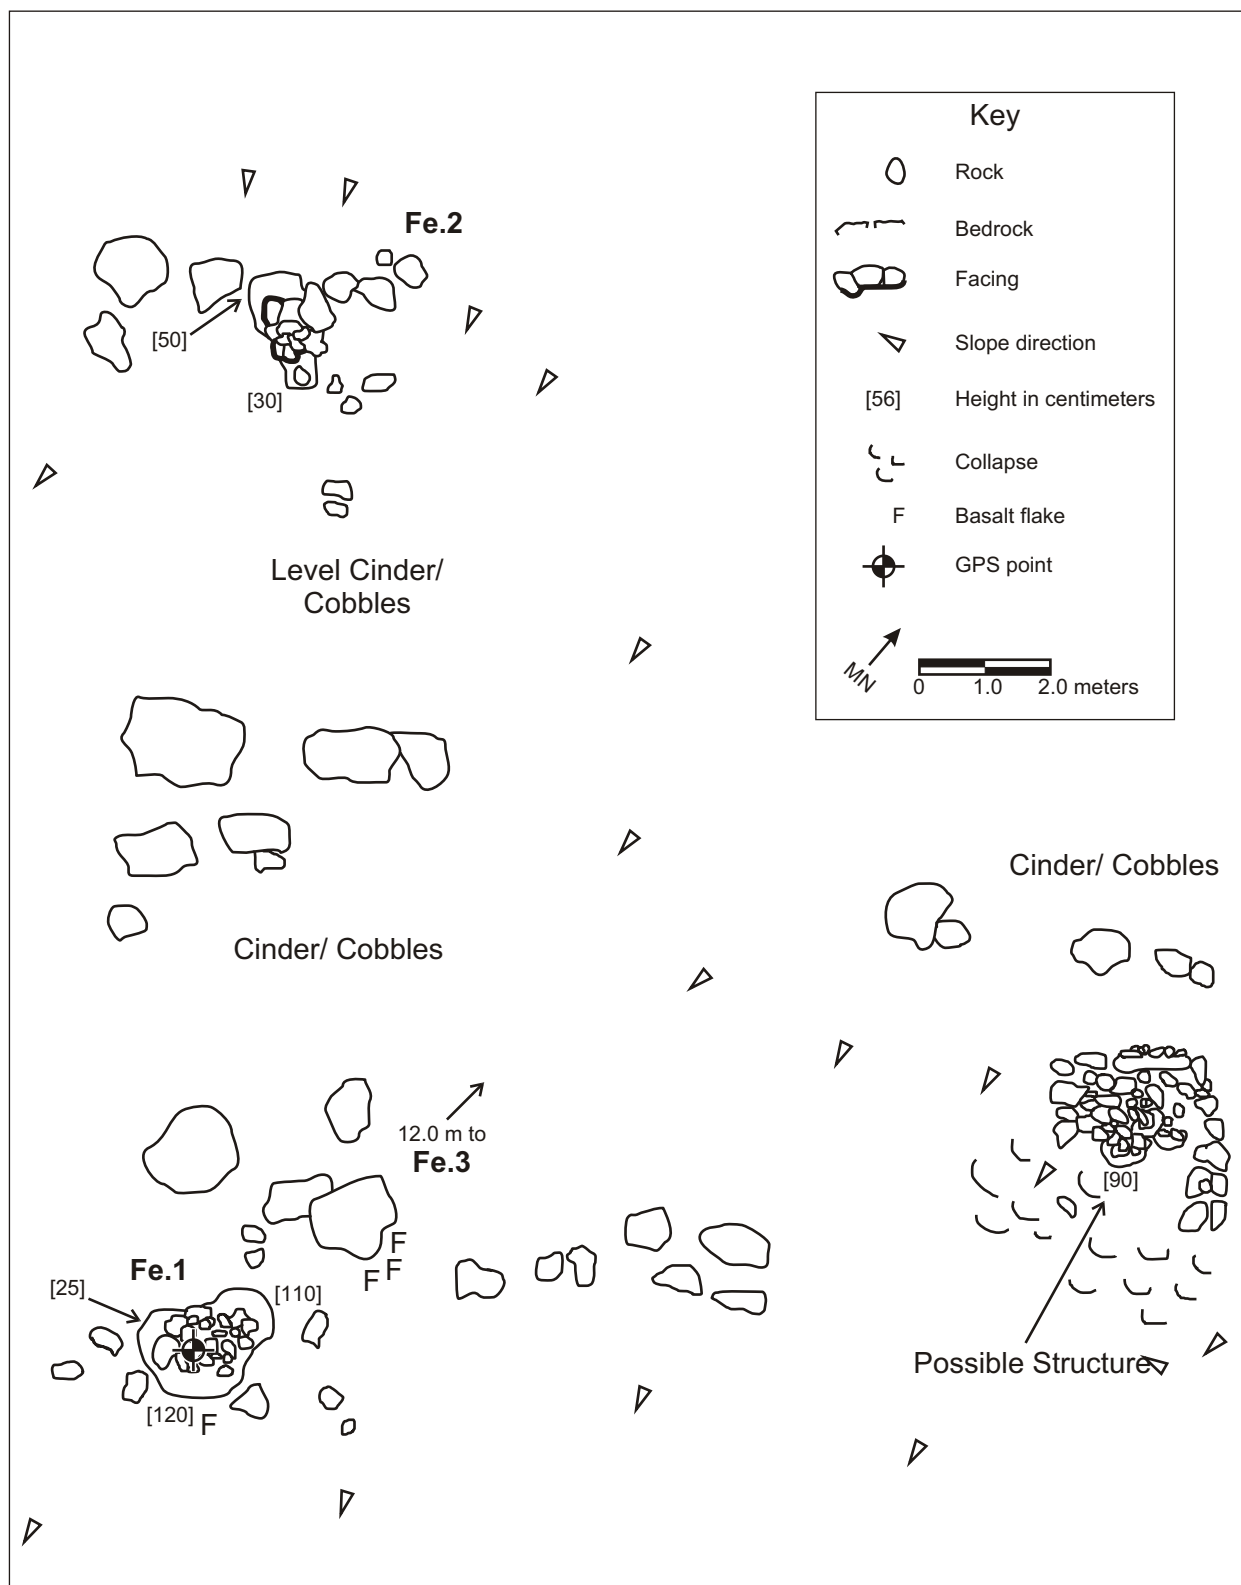 Key
Rock
Bedrock
Facing
Slope direction
[56] Height in centimeters
Collapse
F Basalt flake
GPS point
MN
0 1.0 2.0 meters
Fe.2
[50]
[30]
Level Cinder/
Cobbles
Cinder/ Cobbles
Cinder/ Cobbles
12.0 m to
Fe.3
F
F
F
Fe.1
[25]
[110]
[120]
F
[90]
Possible Structure